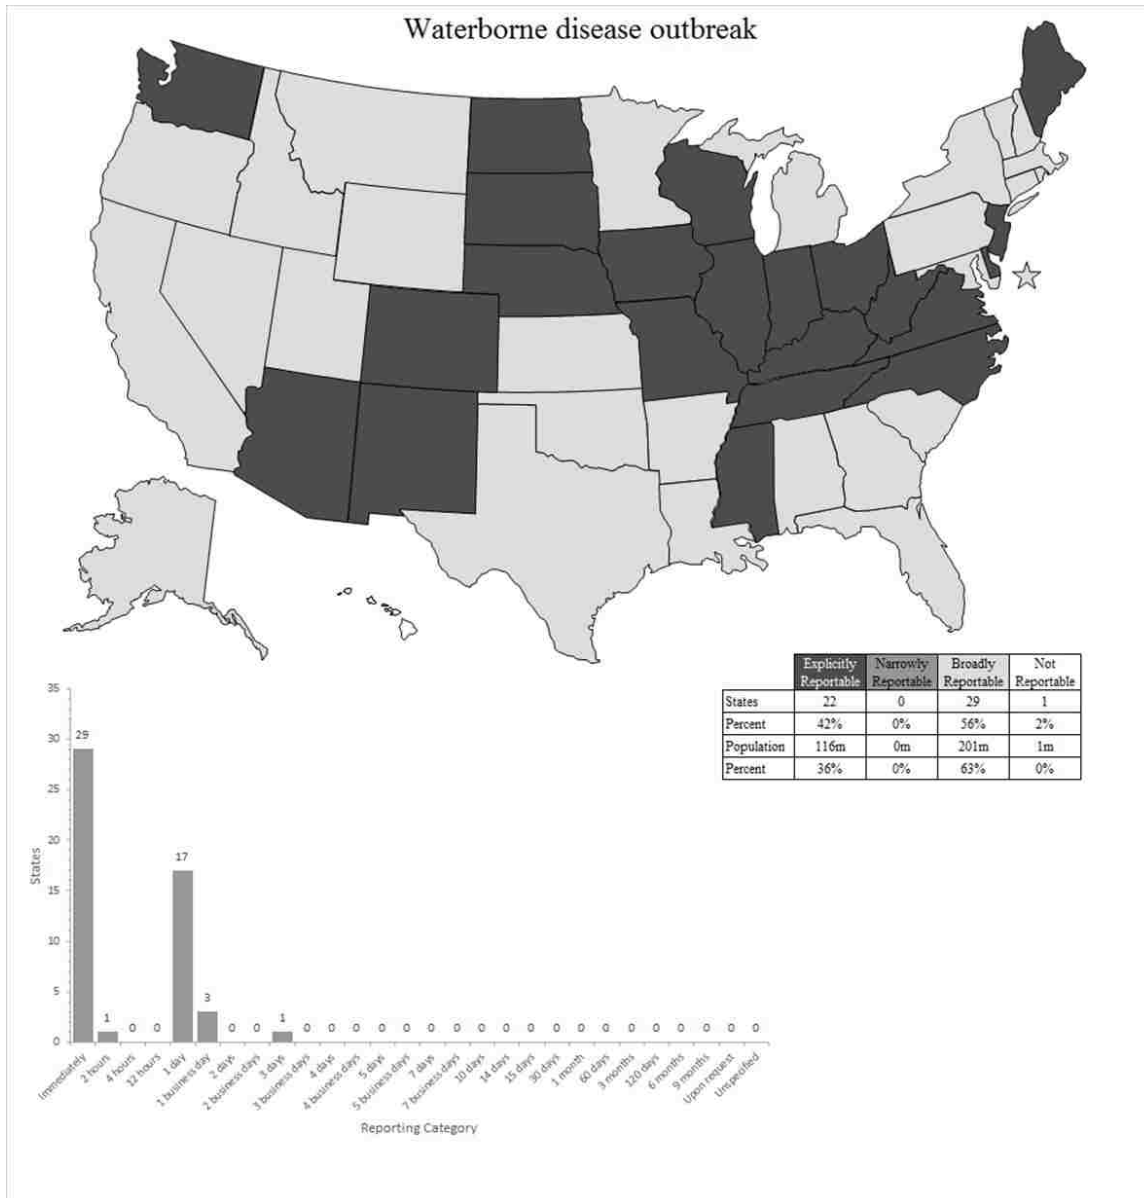 Waterborne disease outbreak
Explicitly Reportable Narrowly Reportable Broadly Reportable Not Reportable
States 22 0 29 1
Percent 42% 0% 56% 2%
Population 116m 0m 201m 1m
Percent 36% 0% 63% 0%
35
30
25
20
15
10
5
0
States
29 1 0 0 17 3 0 0 1 0 0 0 0 0 0 0 0 0 0 0 0 0 0 0 0 0 0 0
Immediately
2 hours
4 hours
12 hours
1 day
1 business day
2 days
2 business days
3 days
3 business days
4 days
4 business days
5 days
5 business days
7 days
7 business days
10 days
14 days
15 days
30 days
1 month
60 days
3 months
120 days
6 months
9 months
Upon request
Unspecified
Reporting Category